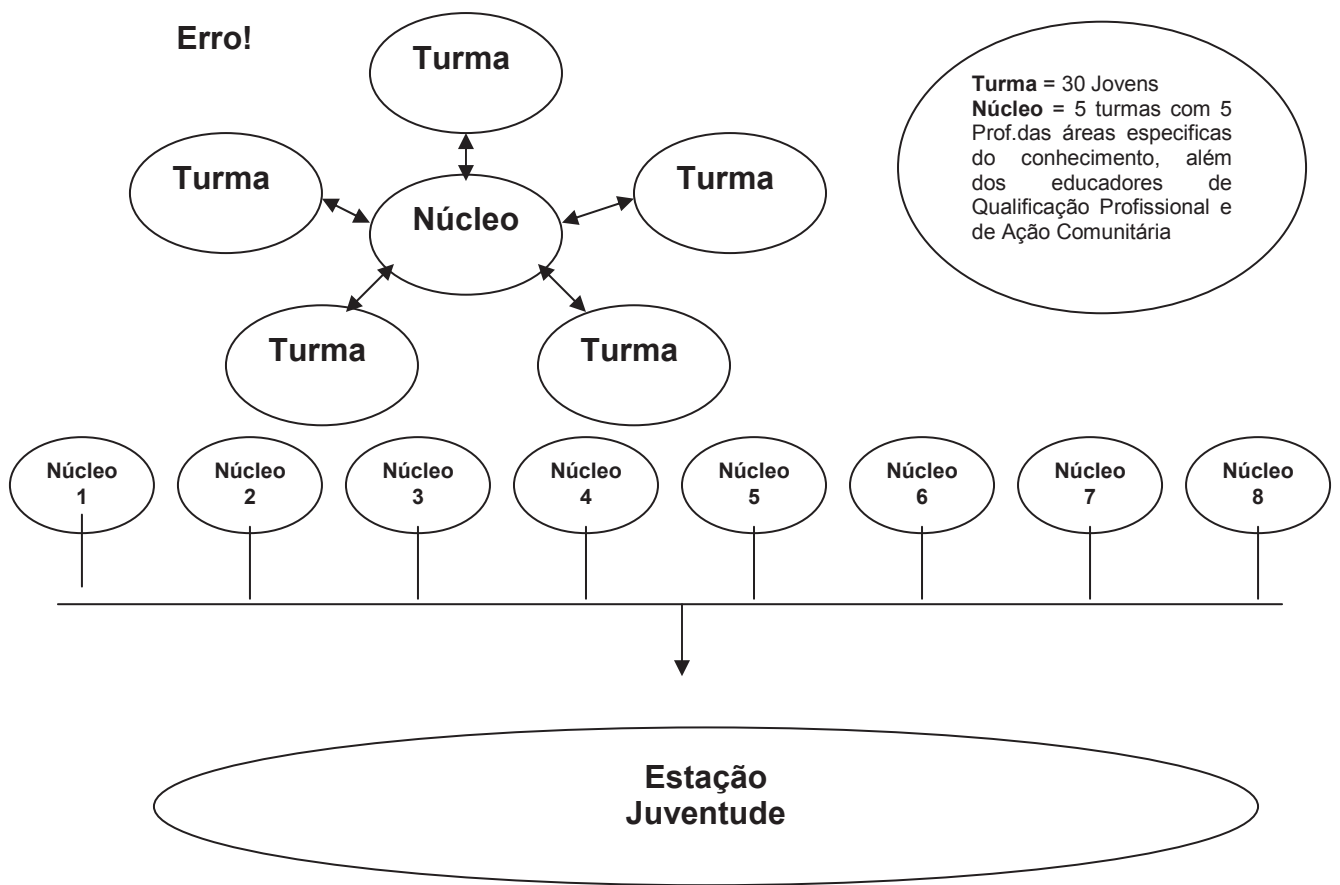 Erro!
Turma
Turma
Turma
Núcleo
Turma
Turma
Turma = 30 Jovens
Núcleo = 5 turmas com 5
Prof.das áreas especificas
do conhecimento, além
dos educadores de
Qualificação Profissional e
de Ação Comunitária
Núcleo
1
Núcleo
2
Núcleo
3
Núcleo
4
Núcleo
5
Núcleo
6
Núcleo
7
Núcleo
8
Estação
Juventude